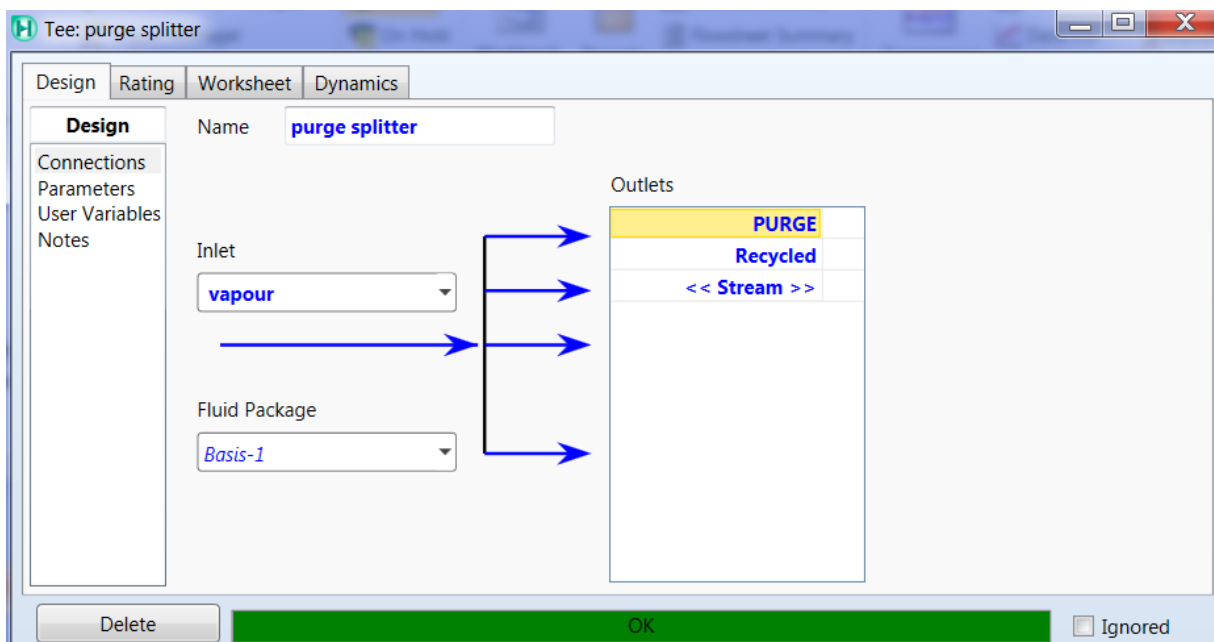 Tee: purge splitter
Design Rating Worksheet Dynamics
Design
Connections
Parameters
User Variables
Notes
Name purge splitter
Outlets
PURGE
Recycled
<< Stream >>
Inlet
vapour
Fluid Package
Basis-1
Delete
OK
Ignored